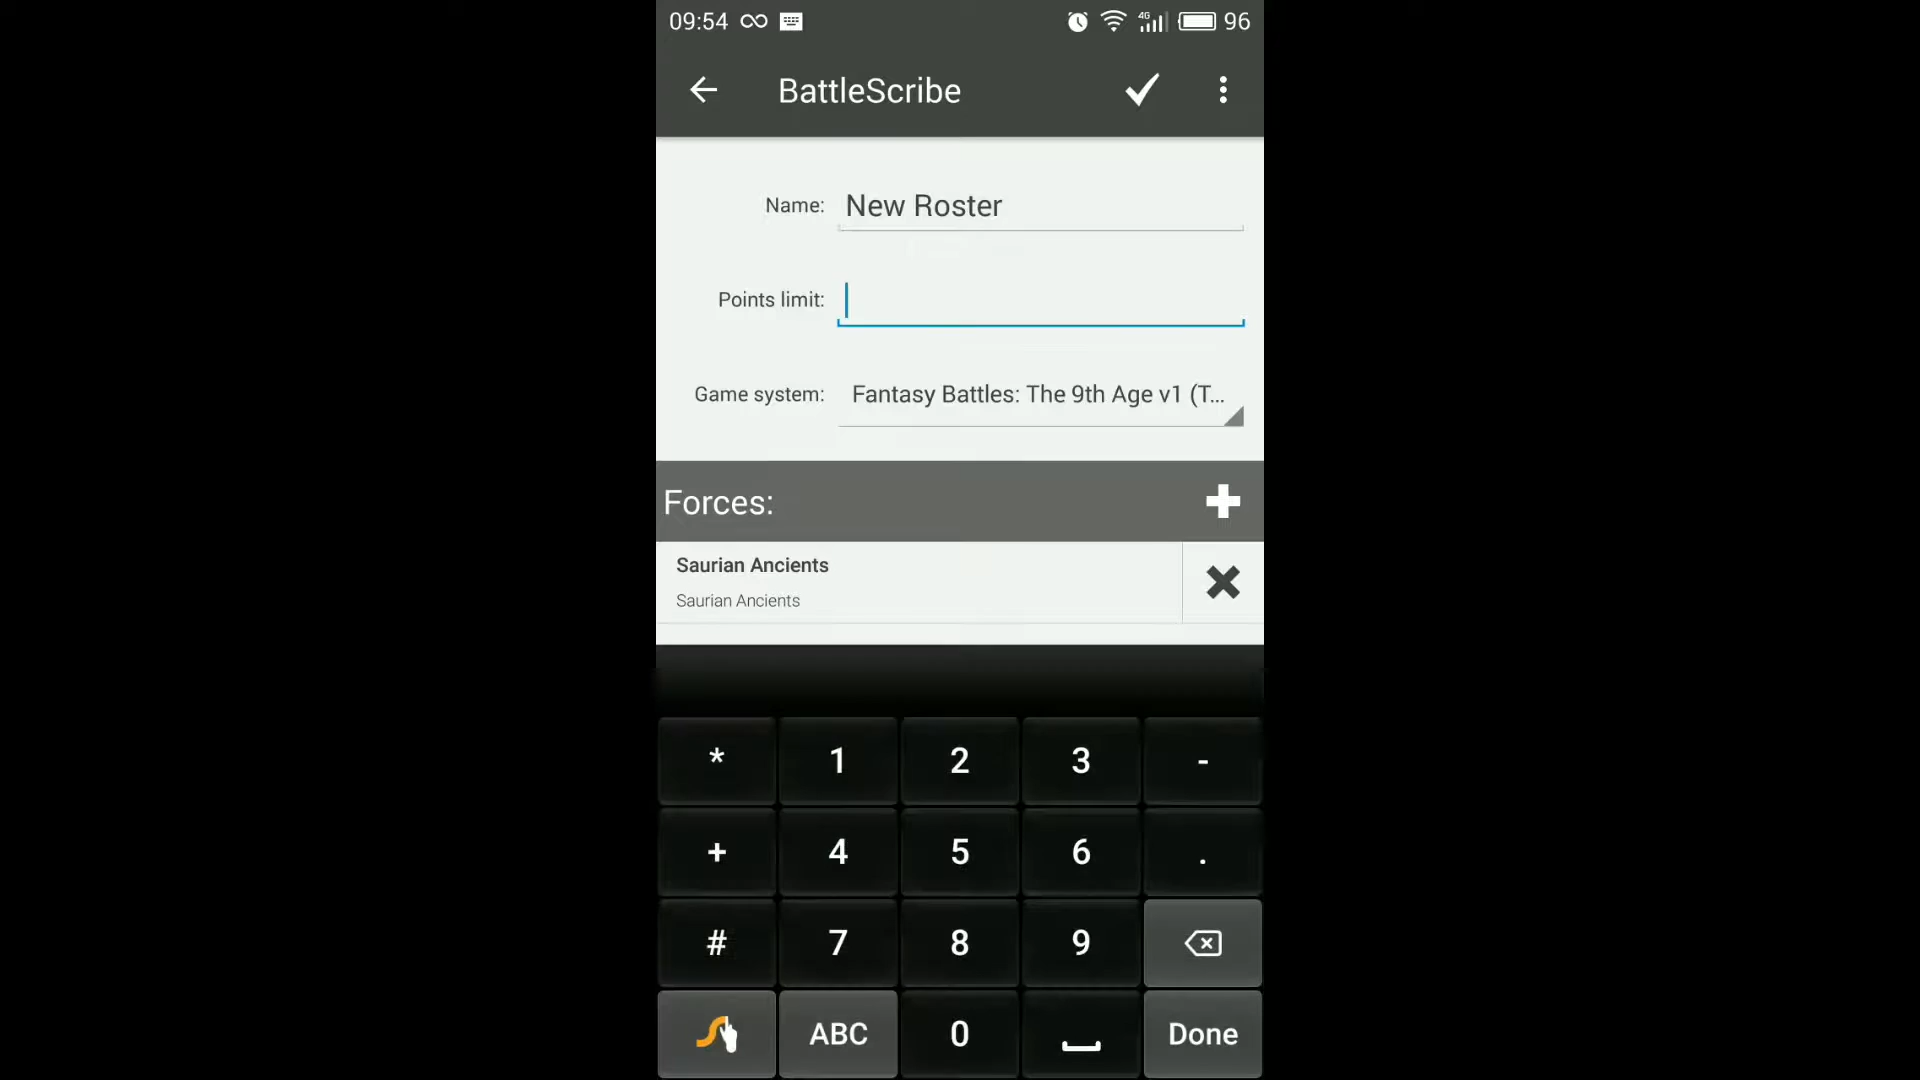 09:54 4G 96
BattleScribe
Name: New Roster
Points limit:
Game system: Fantasy Battles: The 9th Age v1 (T...
Forces:
Saurian Ancients
Saurian Ancients
* 1 2 3 -
+ 4 5 6 .
# 7 8 9
ABC 0 Done